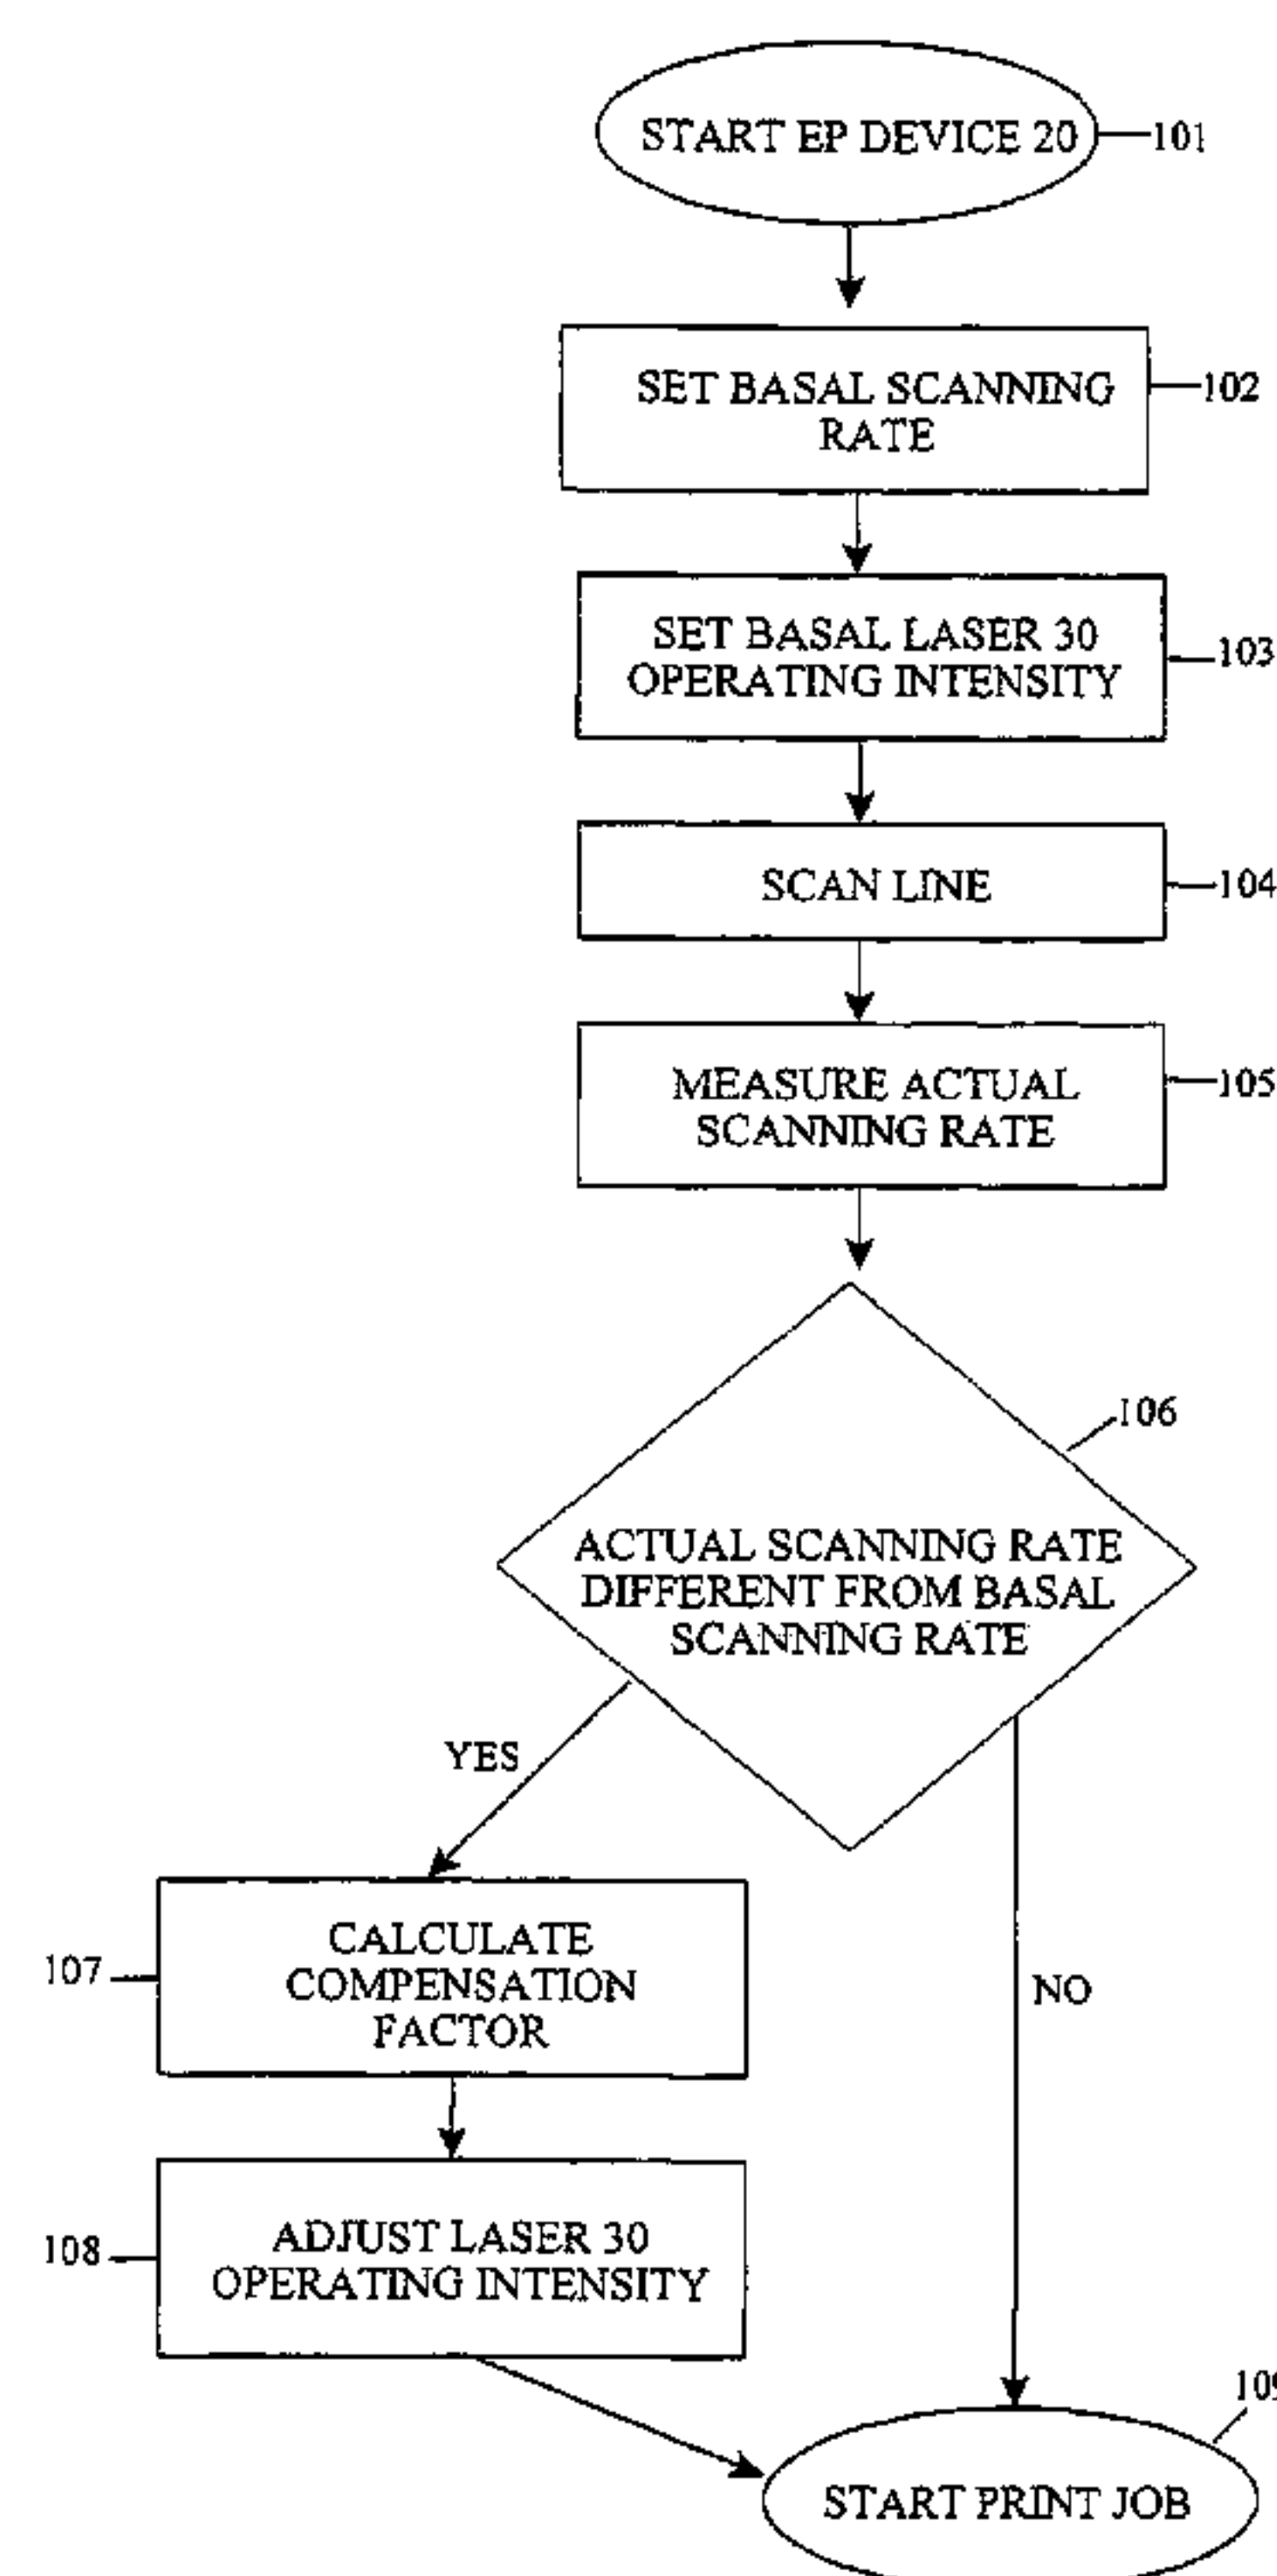 START EP DEVICE 20
101
SET BASAL SCANNING
RATE
102
SET BASAL LASER 30
OPERATING INTENSITY
103
SCAN LINE
104
MEASURE ACTUAL
SCANNING RATE
105
106
ACTUAL SCANNING RATE
DIFFERENT FROM BASAL
SCANNING RATE
YES
107
CALCULATE
COMPENSATION
FACTOR
NO
108
ADJUST LASER 30
OPERATING INTENSITY
109
START PRINT JOB